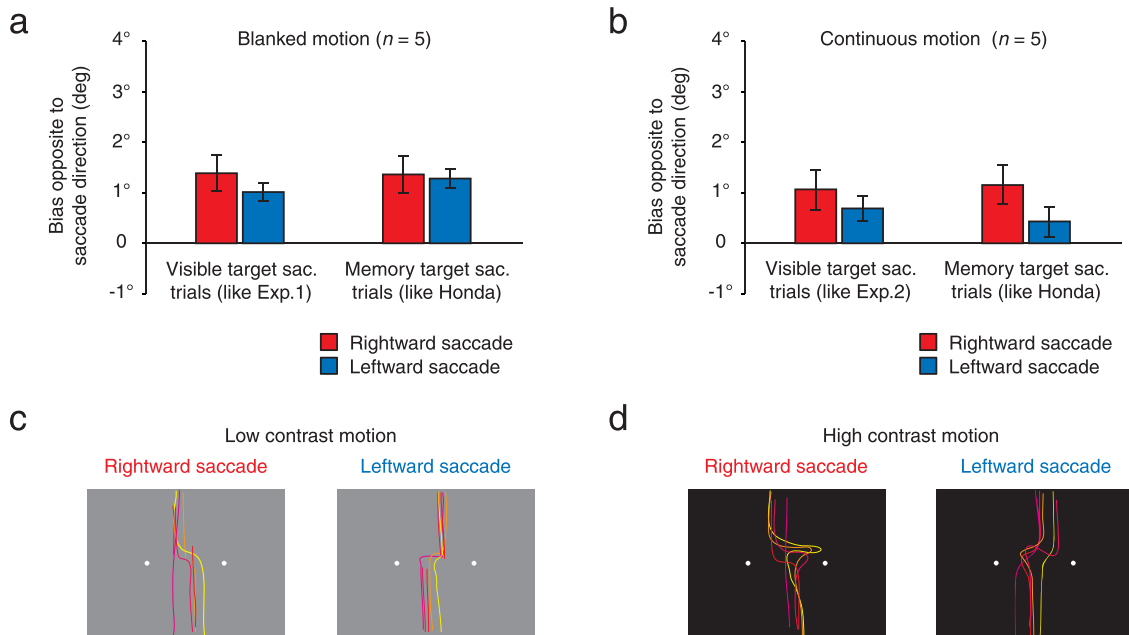 a
Blanked motion (n = 5)
Bias opposite to
saccade direction (deg)
4°
3°
2°
1°
0
-1°
Visible target sac.
trials (like Exp.1)
Memory target sac.
trials (like Honda)
Rightward saccade
Leftward saccade
b
Continuous motion (n = 5)
Bias opposite to
saccade direction (deg)
4°
3°
2°
1°
0
-1°
Visible target sac.
trials (like Exp.2)
Memory target sac.
trials (like Honda)
Rightward saccade
Leftward saccade
c
Low contrast motion
Rightward saccade
Leftward saccade
d
High contrast motion
Rightward saccade
Leftward saccade